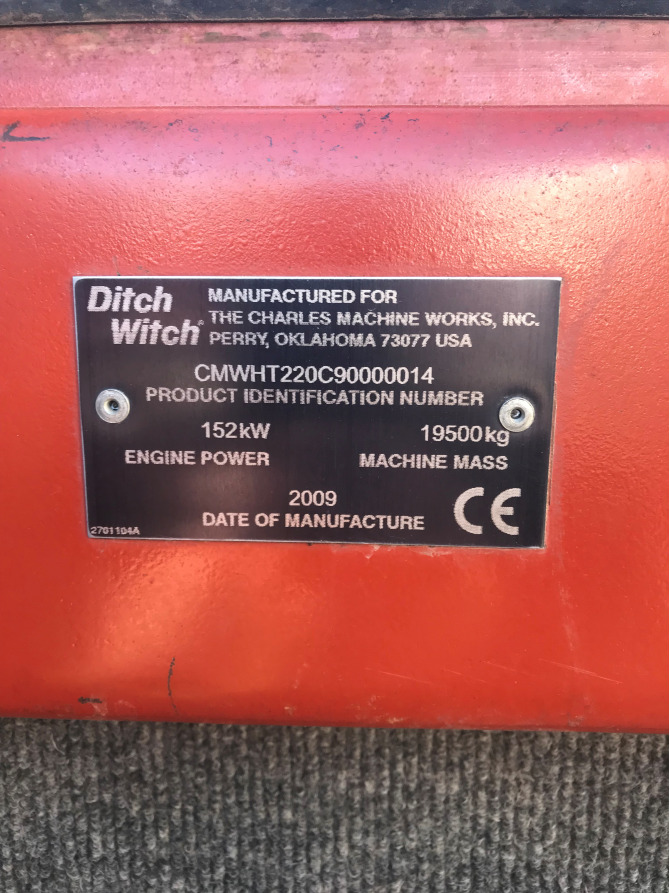 Ditch Witch®
MANUFACTURED FOR
THE CHARLES MACHINE WORKS, INC.
PERRY, OKLAHOMA 73077 USA
CMWHT220C90000014
PRODUCT IDENTIFICATION NUMBER
152kW 19500kg
ENGINE POWER MACHINE MASS
2009
DATE OF MANUFACTURE
CE
2701104A